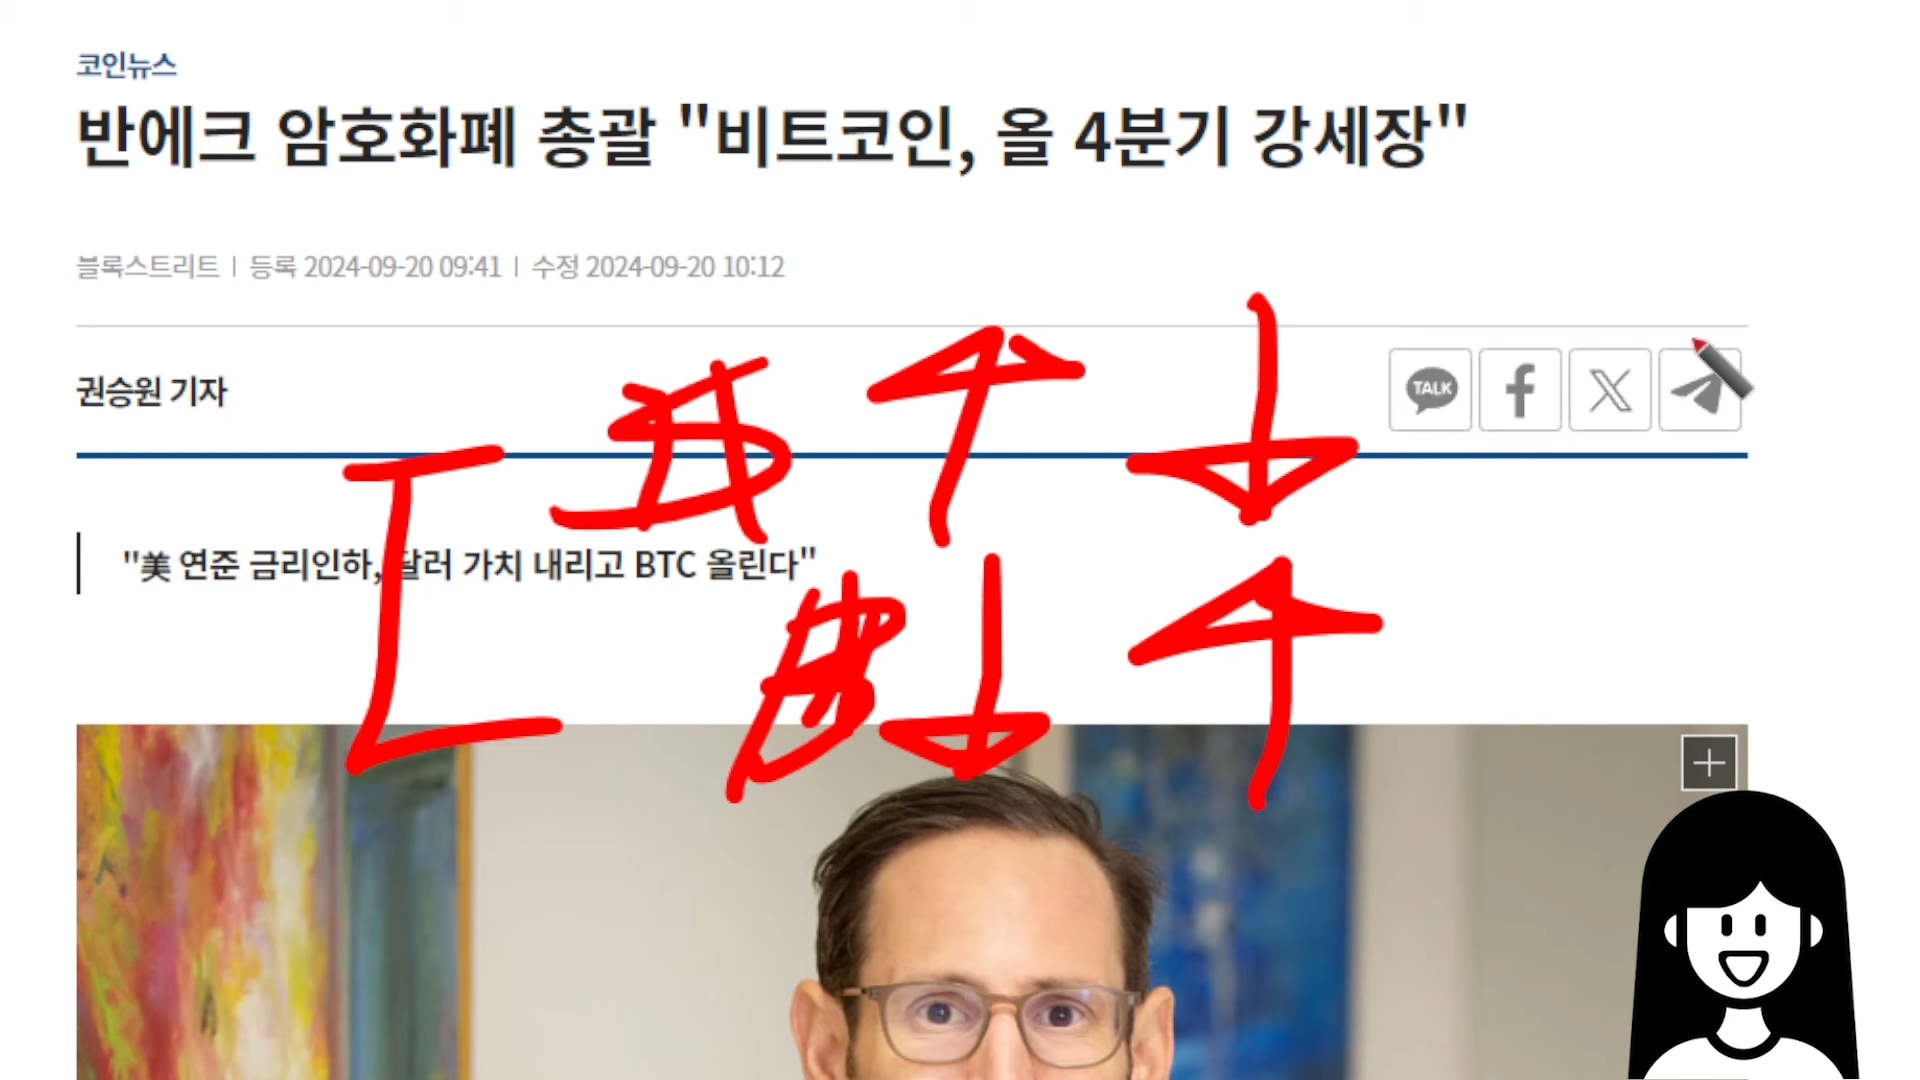 코인뉴스
반에크 암호화폐 총괄 "비트코인, 올 4분기 강세장"
블록스트리트 | 등록 2024-09-20 09:41 | 수정 2024-09-20 10:12
권승원 기자
TALK
"美 연준 금리인하, 달러 가치 내리고 BTC 올린다"